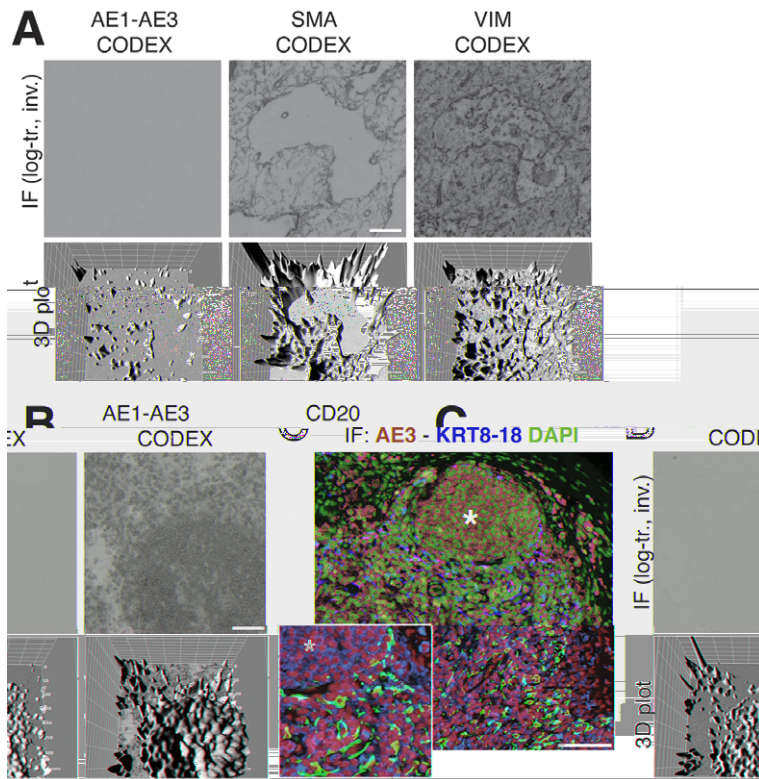 A
AE1-AE3 SMA VIM
CODEX CODEX CODEX
IF (log-tr., inv.)
3D plot
B AE1-AE3 CD20 C
CODEX
IF: AE3 - KRT8-18 DAPI
*
IF (log-tr., inv.)
*
3D plot